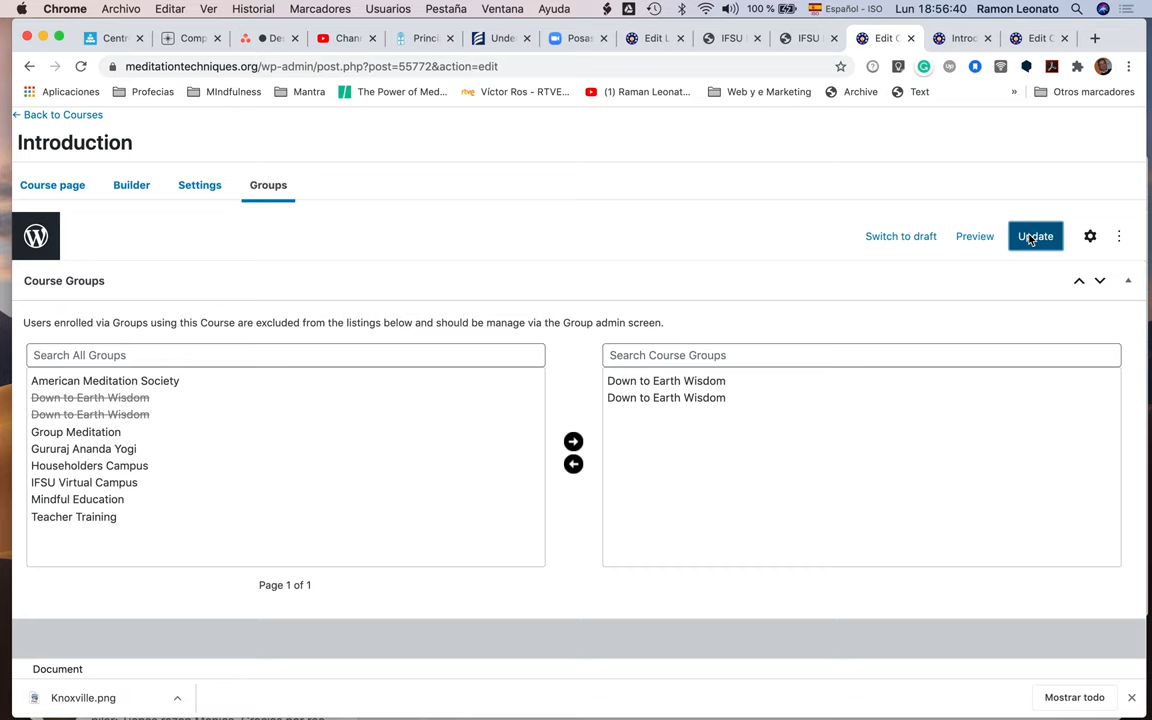 Chrome Archivo Editar Ver Historial Marcadores Usuarios Pestaña Ventana Ayuda 100 % Español - ISO Lun 18:56:40 Ramon Leonato
Centr Comp De: Chann Princi Unde Posas Edit L IFSU IFSU Edit C Introd Edit C
meditationtechniques.org/wp-admin/post.php?post=55772&action=edit
Aplicaciones Profecias MIndfulness Mantra The Power of Med... Víctor Ros - RTVE... (1) Raman Leonat... Web y e Marketing Archive Text » Otros marcadores
← Back to Courses
Introduction
Course page Builder Settings Groups
Switch to draft Preview Update
Course Groups
Users enrolled via Groups using this Course are excluded from the listings below and should be manage via the Group admin screen.
Search All Groups Search Course Groups
American Meditation Society Down to Earth Wisdom
Down to Earth Wisdom Down to Earth Wisdom
Down to Earth Wisdom
Group Meditation
Gururaj Ananda Yogi
Householders Campus
IFSU Virtual Campus
Mindful Education
Teacher Training
Page 1 of 1
Document
Knoxville.png Mostrar todo